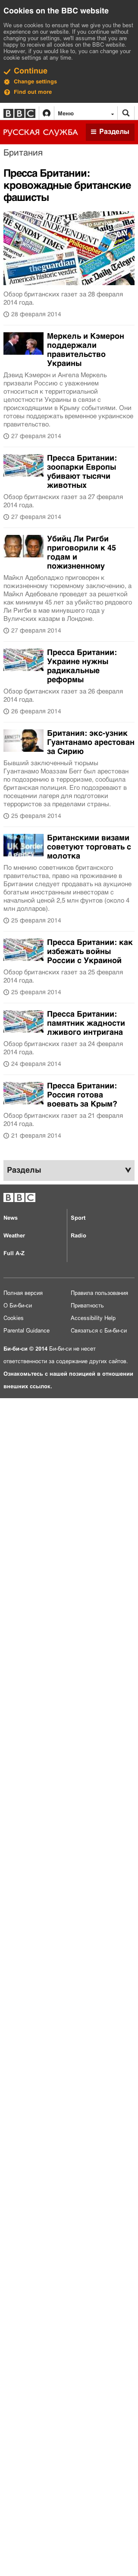 Cookies on the BBC website
We use cookies to ensure that we give you the best
experience on our website. If you continue without
changing your settings, we'll assume that you are
happy to receive all cookies on the BBC website.
However, if you would like to, you can change your
cookie settings at any time.
Continue
Change settings
Find out more
BBC
Меню
РУССКАЯ СЛУЖБА
Разделы
Британия
Пресса Британии:
кровожадные британские
фашисты
Обзор британских газет за 28 февраля
2014 года.
28 февраля 2014
Меркель и Кэмерон
поддержали
правительство
Украины
Дэвид Кэмерон и Ангела Меркель
призвали Россию с уважением
относиться к территориальной
целостности Украины в связи с
происходящими в Крыму событиями. Они
готовы поддержать временное киевское
правительство.
27 февраля 2014
Пресса Британии:
зоопарки Европы
убивают тысячи
животных
Обзор британских газет за 27 февраля
2014 года.
27 февраля 2014
Убийц Ли Ригби
приговорили к 45
годам и
пожизненному
Майкл Адеболаджо приговорен к
пожизненному тюремному заключению, а
Майкл Адебовале проведет за решеткой
как минимум 45 лет за убийство рядового
Ли Ригби в мае минувшего года у
Вуличских казарм в Лондоне.
27 февраля 2014
Пресса Британии:
Украине нужны
радикальные
реформы
Обзор британских газет за 26 февраля
2014 года.
26 февраля 2014
Британия: экс-узник
Гуантанамо арестован
за Сирию
Бывший заключенный тюрьмы
Гуантанамо Моаззам Бегг был арестован
по подозрению в терроризме, сообщила
британская полиция. Его подозревают в
посещении лагеря для подготовки
террористов за пределами страны.
25 февраля 2014
Британскими визами
советуют торговать с
молотка
По мнению советников британского
правительства, право на проживание в
Британии следует продавать на аукционе
богатым иностранным инвесторам с
начальной ценой 2,5 млн фунтов (около 4
млн долларов).
25 февраля 2014
Пресса Британии: как
избежать войны
России с Украиной
Обзор британских газет за 25 февраля
2014 года.
25 февраля 2014
Пресса Британии:
памятник жадности
лживого интригана
Обзор британских газет за 24 февраля
2014 года.
24 февраля 2014
Пресса Британии:
Россия готова
воевать за Крым?
Обзор британских газет за 21 февраля
2014 года.
21 февраля 2014
Разделы
BBC
News
Sport
Weather
Radio
Full A-Z
Полная версия
Правила пользования
О Би-би-си
Приватность
Cookies
Accessibility Help
Parental Guidance
Связаться с Би-би-си
Би-би-си © 2014 Би-би-си не несет
ответственности за содержание других сайтов.
Ознакомьтесь с нашей позицией в отношении
внешних ссылок.